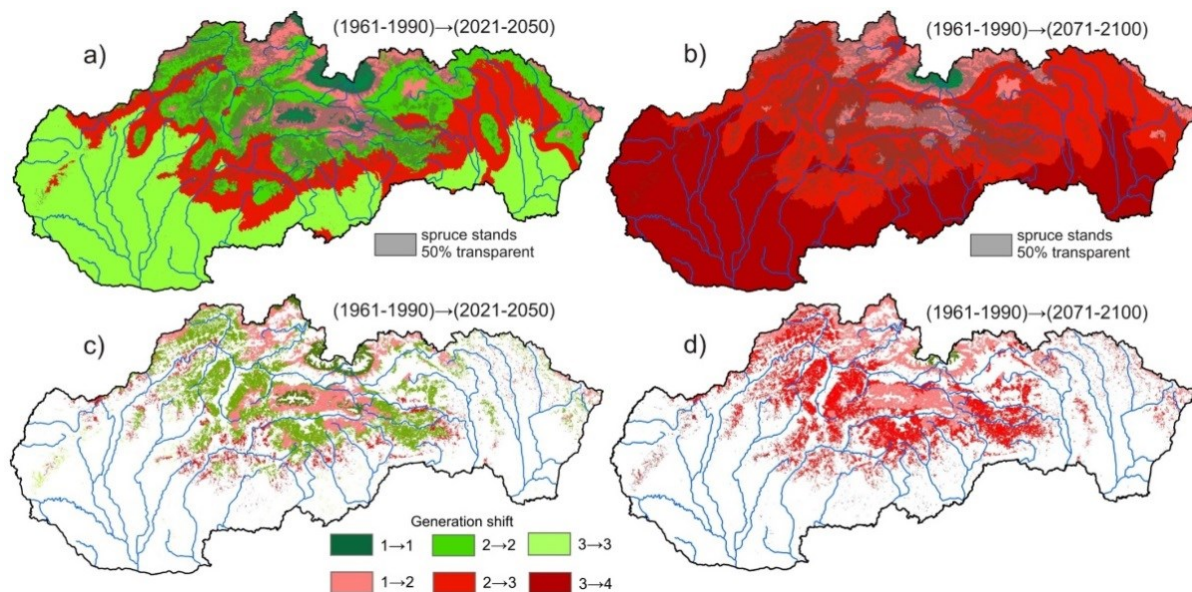 (1961-1990)→(2021-2050)
a)
spruce stands
50% transparent
(1961-1990)→(2071-2100)
b)
spruce stands
50% transparent
(1961-1990)→(2021-2050)
c)
(1961-1990)→(2071-2100)
d)
Generation shift
1→1 2→2 3→3
1→2 2→3 3→4